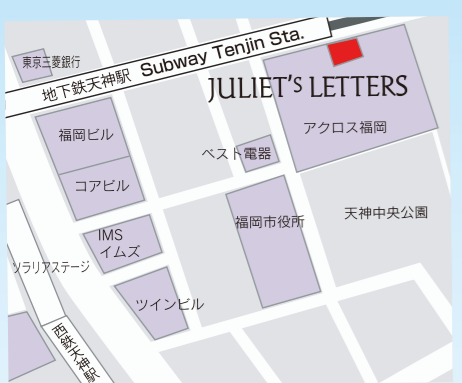 東京三菱銀行
地下鉄天神駅 Subway Tenjin Sta.
JULIET'S LETTERS
福岡ビル
アクロス福岡
ベスト電器
コアビル
福岡市役所
天神中央公園
IMS
イムズ
ソラリアステージ
ツインビル
西鉄天神駅